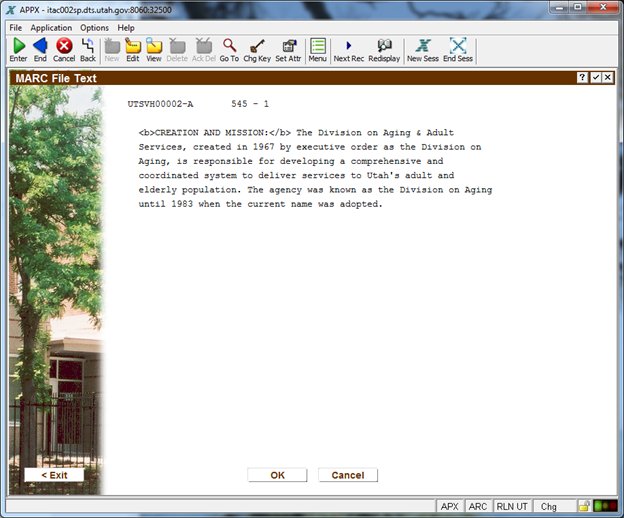 APPX - itac002sp.dts.utah.gov:8060:32500
File Application Options Help
Enter End Cancel Back New Edit View Delete Ack Del Go To Chg Key Set Attr Menu Next Rec Redisplay New Sess End Sess
MARC File Text
UTSVH00002-A 545 - 1
<b>CREATION AND MISSION:</b> The Division on Aging & Adult
Services, created in 1967 by executive order as the Division on
Aging, is responsible for developing a comprehensive and
coordinated system to deliver services to Utah's adult and
elderly population. The agency was known as the Division on Aging
until 1983 when the current name was adopted.
< Exit OK Cancel
APX ARC RLN UT Chg